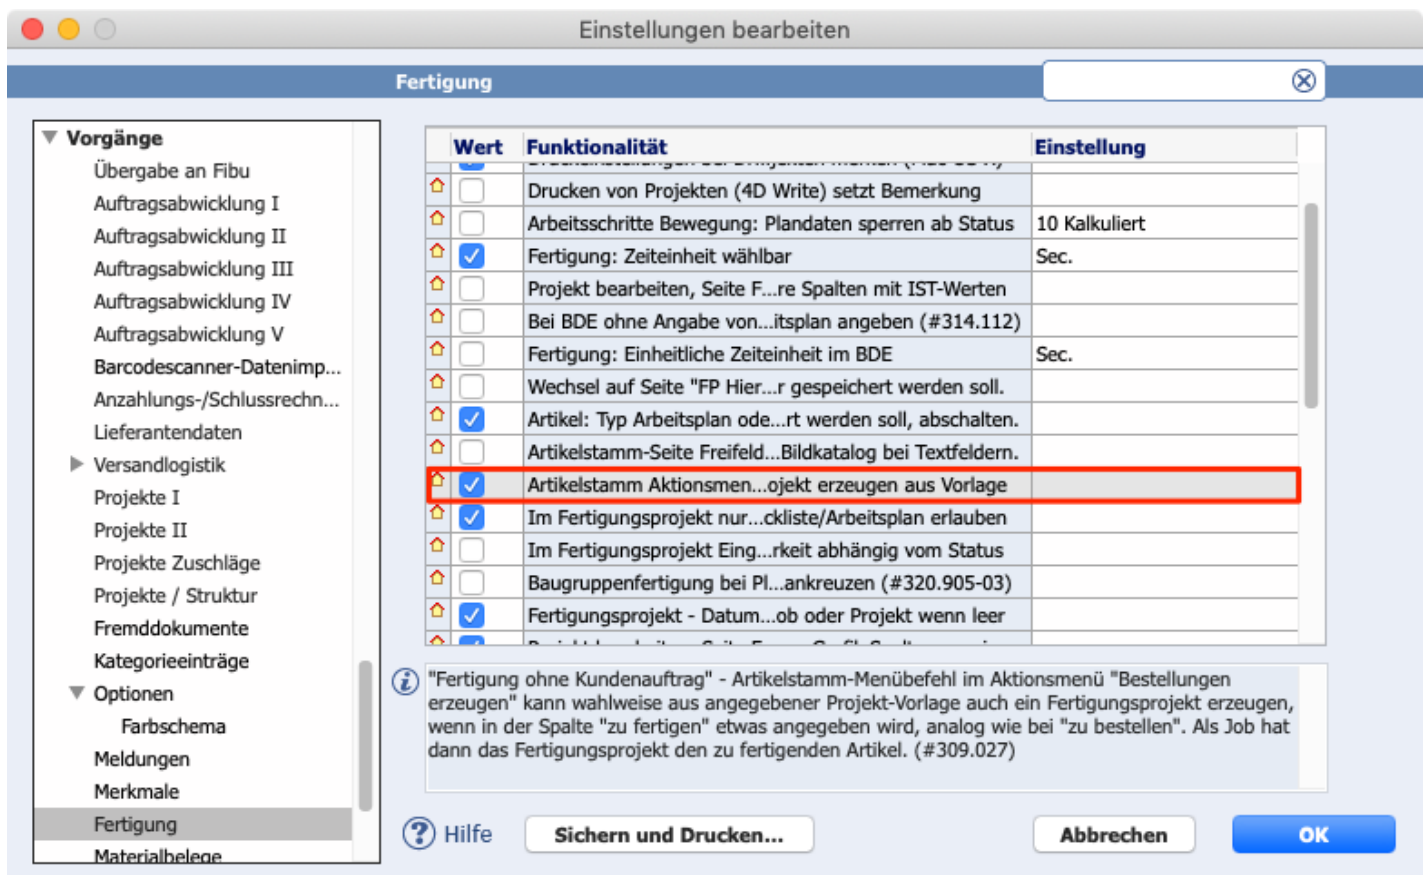 Einstellungen bearbeiten
Fertigung
Vorgänge
Übergabe an Fibu
Auftragsabwicklung I
Auftragsabwicklung II
Auftragsabwicklung III
Auftragsabwicklung IV
Auftragsabwicklung V
Barcodescanner-Datenimp...
Anzahlungs-/Schlussrechn...
Lieferantendaten
Versandlogistik
Projekte I
Projekte II
Projekte Zuschläge
Projekte / Struktur
Fremddokumente
Kategorieeinträge
Optionen
Farbschema
Meldungen
Merkmale
Fertigung
Materialbelege
Wert Funktionalität Einstellung
Drucken von Projekten (4D Write) setzt Bemerkung
Arbeitsschritte Bewegung: Plandaten sperren ab Status 10 Kalkuliert
Fertigung: Zeiteinheit wählbar Sec.
Projekt bearbeiten, Seite F...re Spalten mit IST-Werten
Bei BDE ohne Angabe von...itsplan angeben (#314.112)
Fertigung: Einheitliche Zeiteinheit im BDE Sec.
Wechsel auf Seite "FP Hier...r gespeichert werden soll.
Artikel: Typ Arbeitsplan ode...rt werden soll, abschalten.
Artikelstamm-Seite Freifeld...Bildkatalog bei Textfeldern.
Artikelstamm Aktionsmen...ojekt erzeugen aus Vorlage
Im Fertigungsprojekt nur...ckliste/Arbeitsplan erlauben
Im Fertigungsprojekt Eing...rkeit abhängig vom Status
Baugruppenfertigung bei Pl...ankreuzen (#320.905-03)
Fertigungsprojekt - Datum...ob oder Projekt wenn leer
"Fertigung ohne Kundenauftrag" - Artikelstamm-Menübefehl im Aktionsmenü "Bestellungen
erzeugen" kann wahlweise aus angegebener Projekt-Vorlage auch ein Fertigungsprojekt erzeugen,
wenn in der Spalte "zu fertigen" etwas angegeben wird, analog wie bei "zu bestellen". Als Job hat
dann das Fertigungsprojekt den zu fertigenden Artikel. (#309.027)
Hilfe
Sichern und Drucken...
Abbrechen
OK